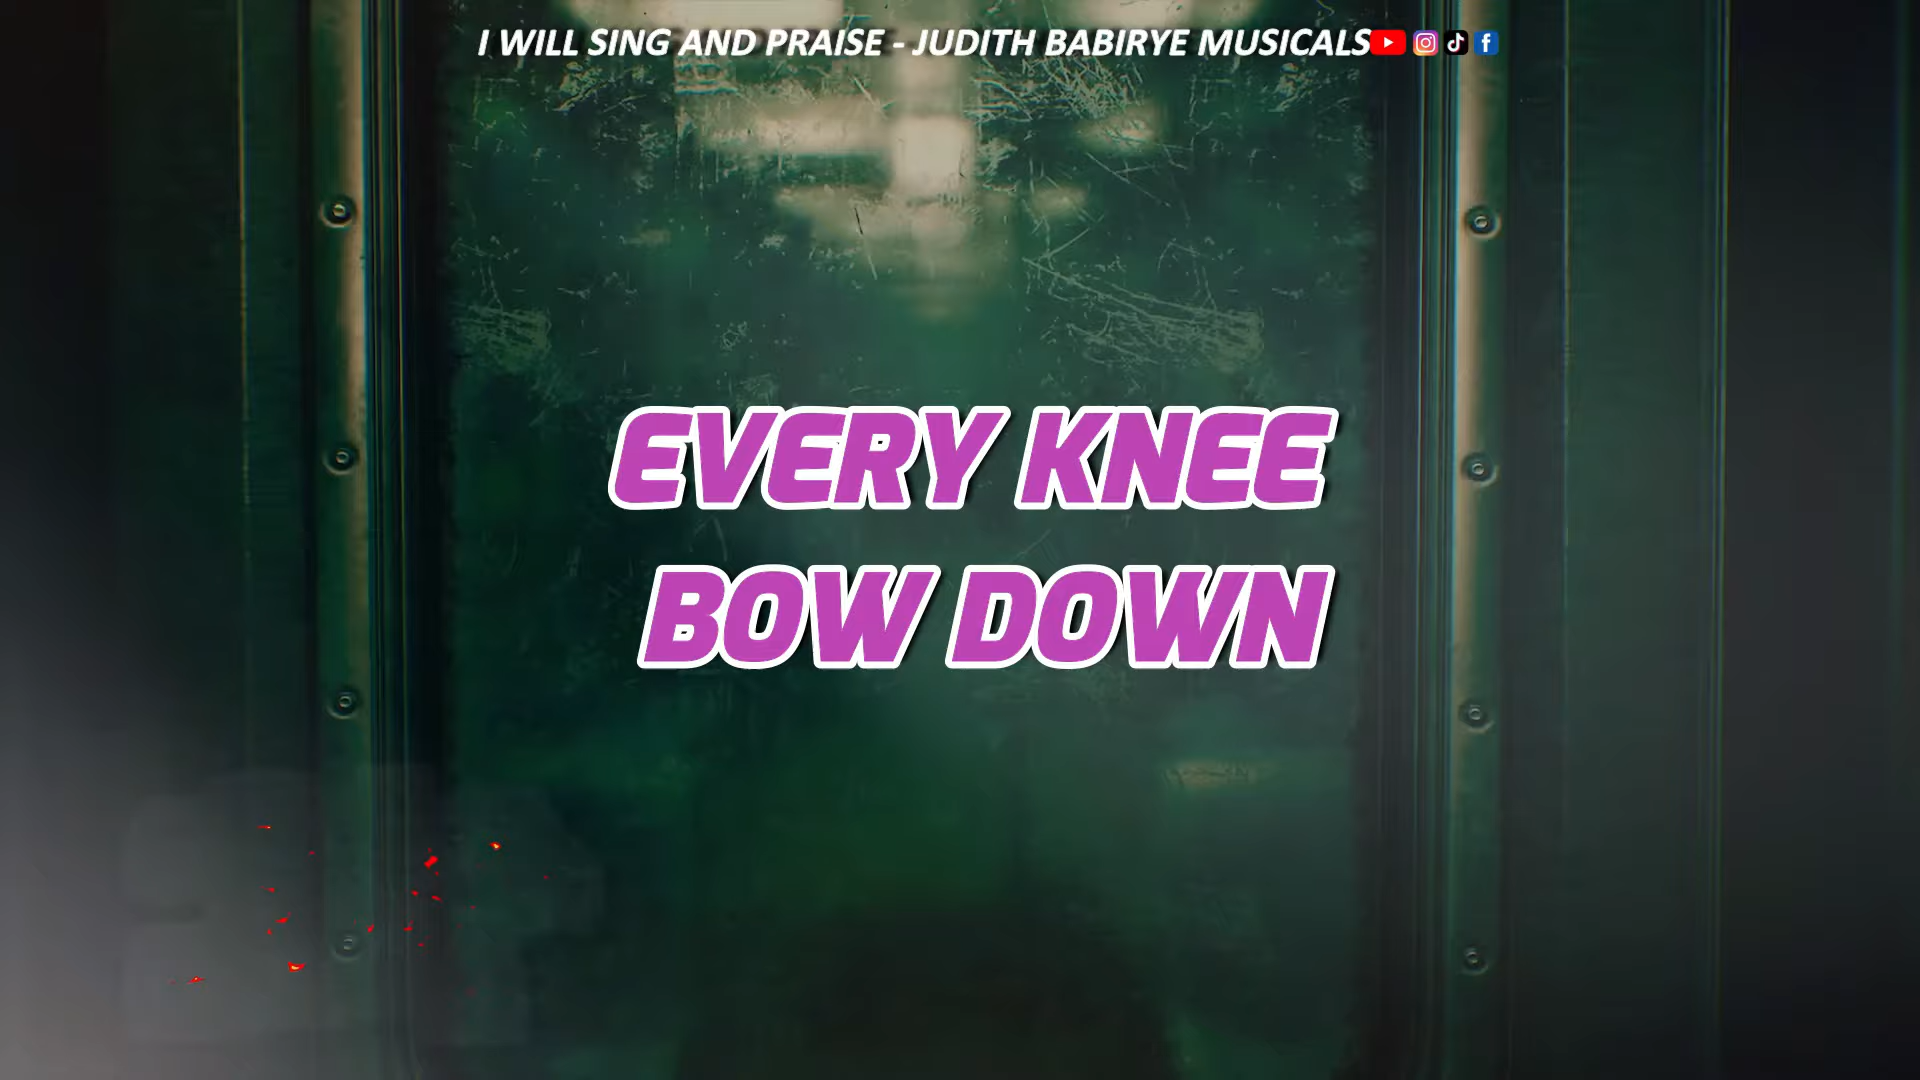 I WILL SING AND PRAISE - JUDITH BABIRYE MUSICALS
EVERY KNEE
BOW DOWN